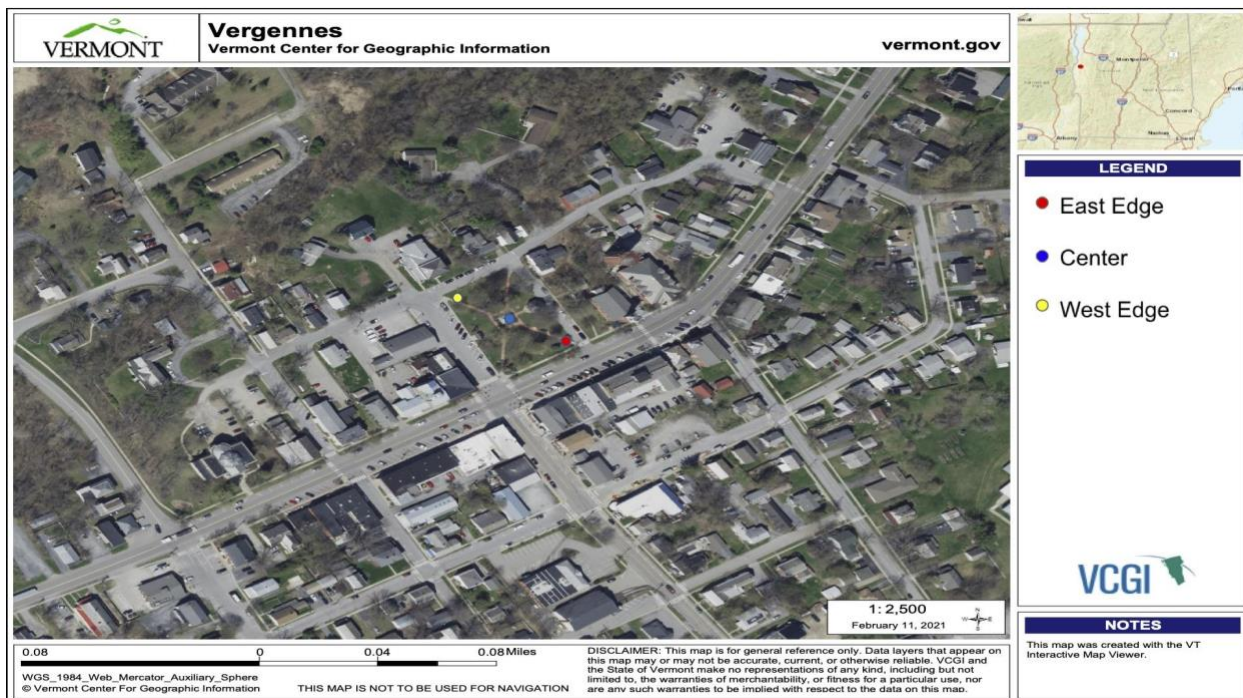 VERMONT
Vergennes
Vermont Center for Geographic Information
vermont.gov
Montpelier
Concord
Albany
Nashua
Lowell
LEGEND
East Edge
Center
West Edge
VCGI
1: 2,500
February 11, 2021
N
W
E
S
NOTES
This map was created with the VT
Interactive Map Viewer.
0.08
0
0.04
0.08 Miles
WGS_1984_Web_Mercator_Auxiliary_Sphere
© Vermont Center For Geographic Information
THIS MAP IS NOT TO BE USED FOR NAVIGATION
DISCLAIMER: This map is for general reference only. Data layers that appear on
this map may or may not be accurate, current, or otherwise reliable. VCGI and
the State of Vermont make no representations of any kind, including but not
limited to, the warranties of merchantability, or fitness for a particular use, nor
are any such warranties to be implied with respect to the data on this map.